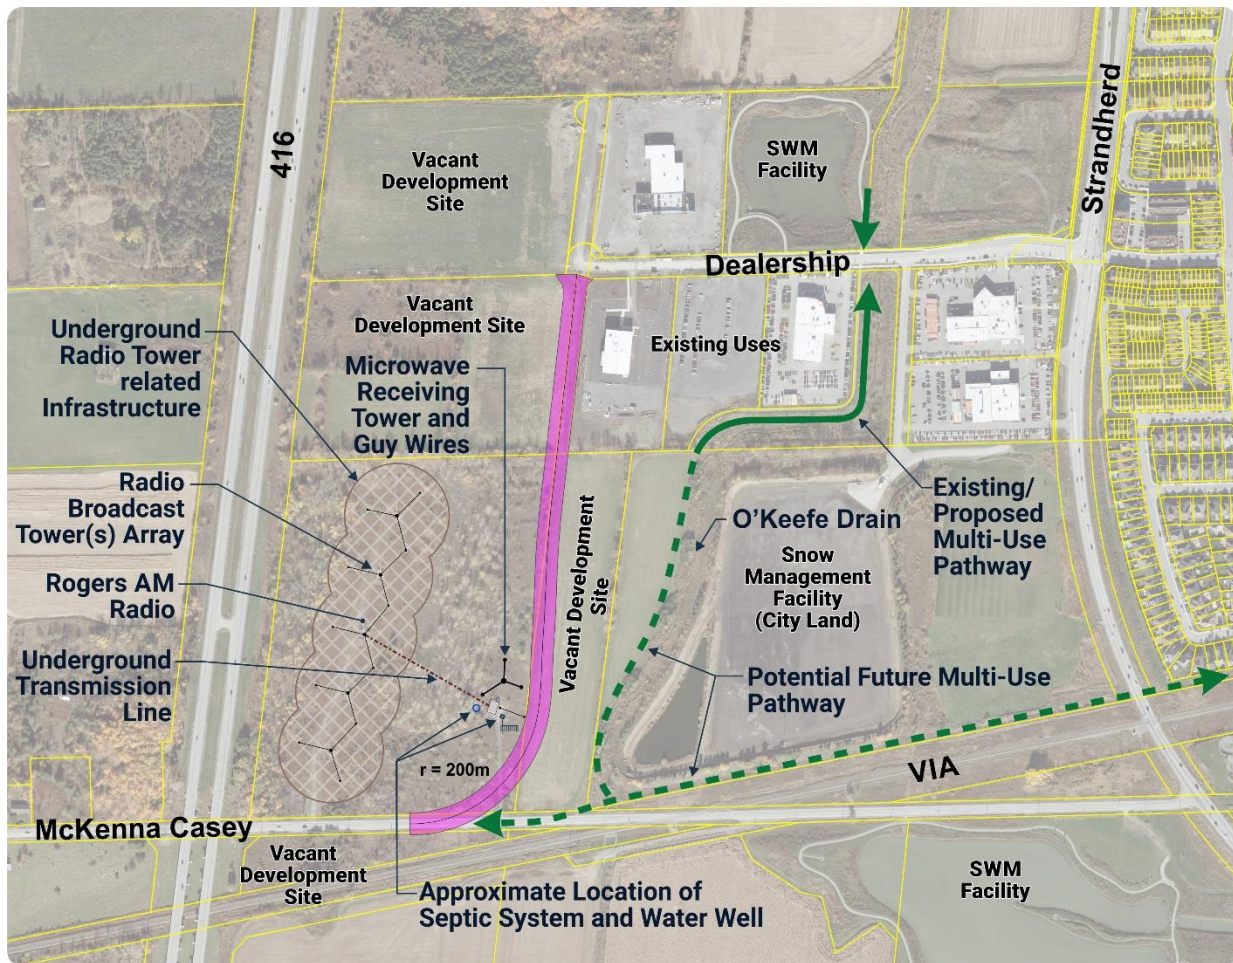 416
Strandherd
SWM
Facility
Vacant
Development
Site
Dealership
Vacant
Development Site
Underground
Radio Tower
related
Infrastructure
Microwave
Receiving
Tower and
Guy Wires
Existing Uses
Radio
Broadcast
Tower(s) Array
O'Keefe Drain
Existing/
Proposed
Multi-Use
Pathway
Vacant Development
Site
Snow
Management
Facility
(City Land)
Rogers AM
Radio
Underground
Transmission
Line
Potential Future Multi-Use
Pathway
r = 200m
VIA
McKenna Casey
Vacant
Development
Site
Approximate Location of
Septic System and Water Well
SWM
Facility